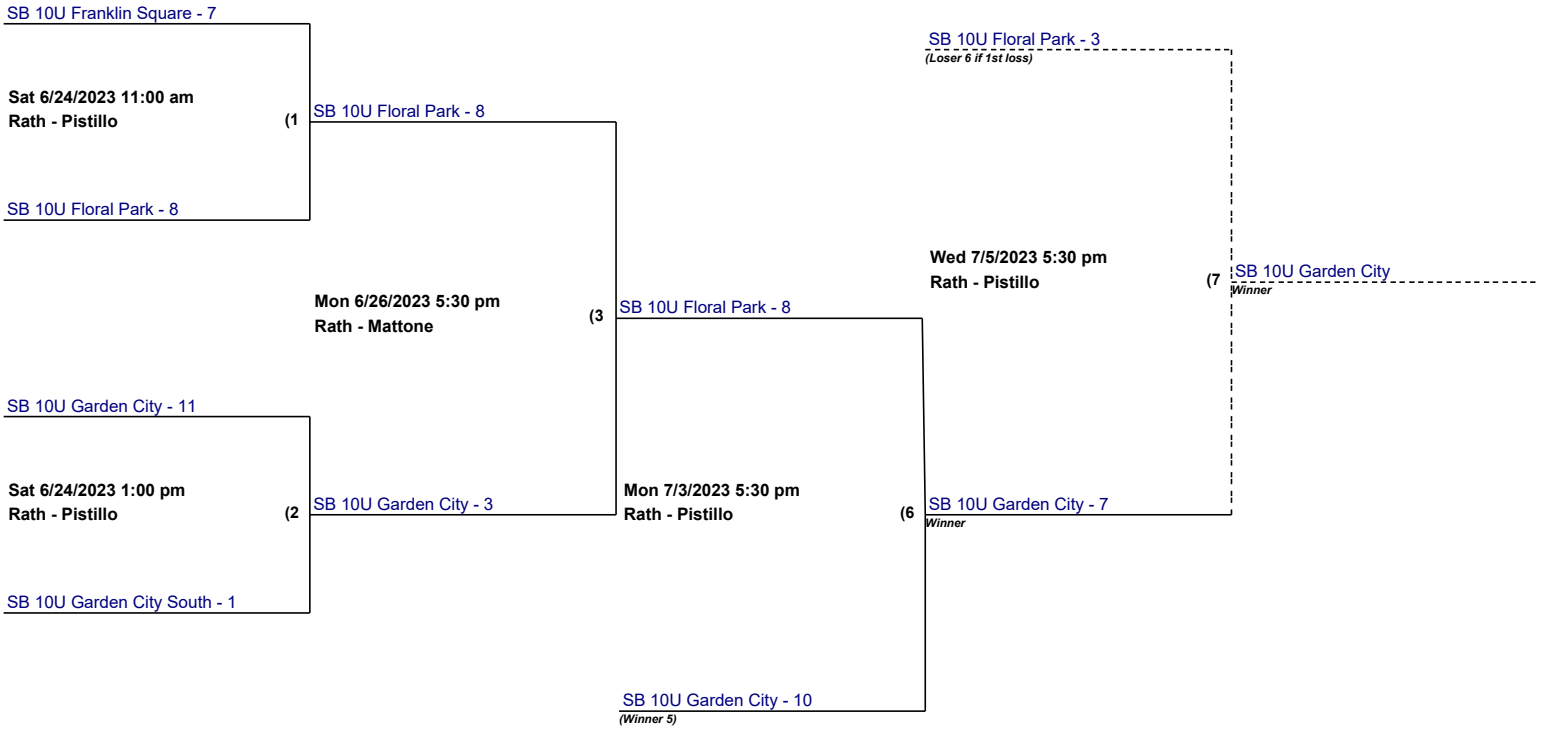 SB 10U Franklin Square - 7
Sat 6/24/2023 11:00 am
Rath - Pistillo
(1
SB 10U Floral Park - 8
SB 10U Floral Park - 8
Mon 6/26/2023 5:30 pm
Rath - Mattone
(3
SB 10U Garden City - 11
Sat 6/24/2023 1:00 pm
Rath - Pistillo
(2
SB 10U Garden City - 3
SB 10U Garden City South - 1
SB 10U Floral Park - 8
Mon 7/3/2023 5:30 pm
Rath - Pistillo
(6
SB 10U Garden City - 10
(Winner 5)
SB 10U Floral Park - 3
(Loser 6 if 1st loss)
Wed 7/5/2023 5:30 pm
Rath - Pistillo
(7
SB 10U Garden City - 7
Winner
SB 10U Garden City
Winner